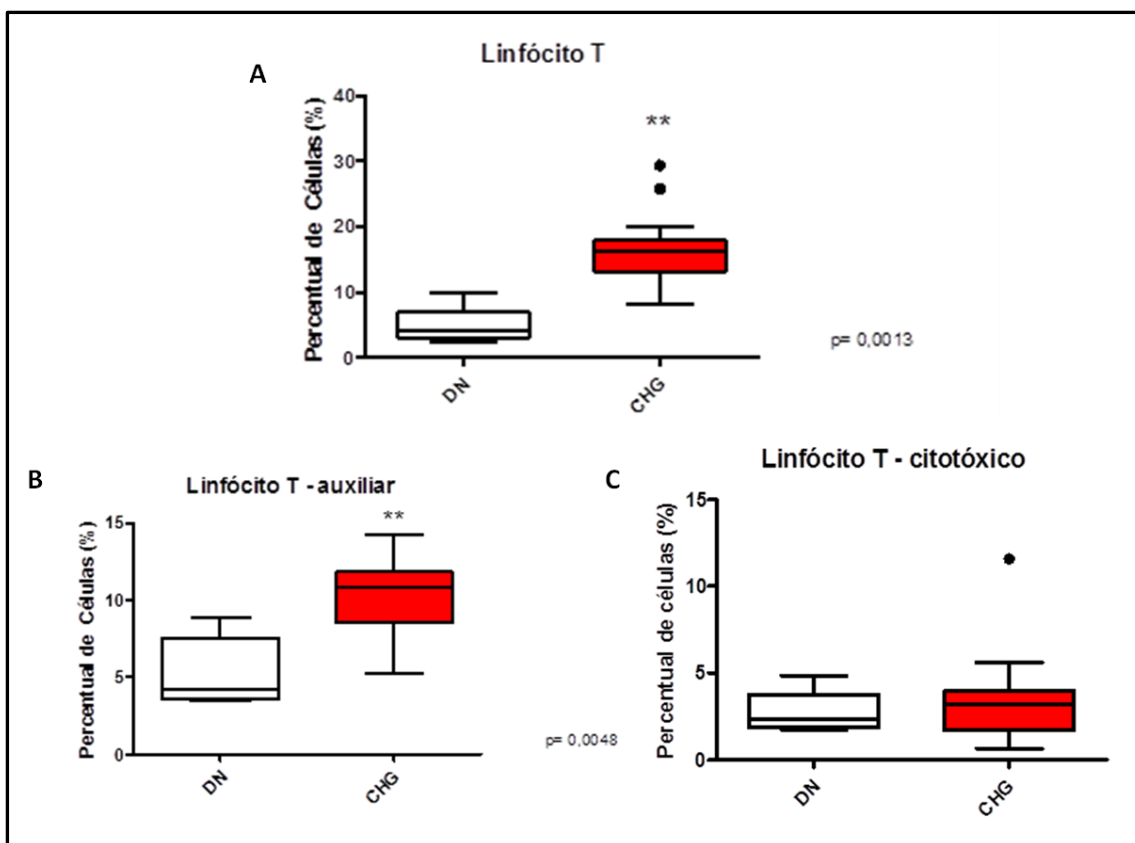 A
Linfócito T
Percentual de Células (%)
40
30
20
10
0
**
DN
CHG
p= 0,0013
B
Linfócito T - auxiliar
Percentual de Células (%)
15
10
5
0
**
DN
CHG
p= 0,0048
C
Linfócito T - citotóxico
Percentual de células (%)
15
10
5
0
DN
CHG